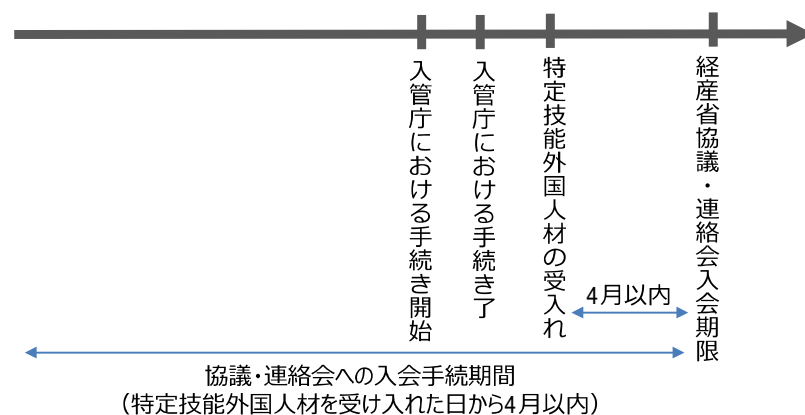 入管庁における手続き開始
入管庁における手続き了
特定技能外国人材の受入れ
経産省協議・連絡会入会期限
4月以内
協議・連絡会への入会手続期間
（特定技能外国人材を受け入れた日から4月以内）